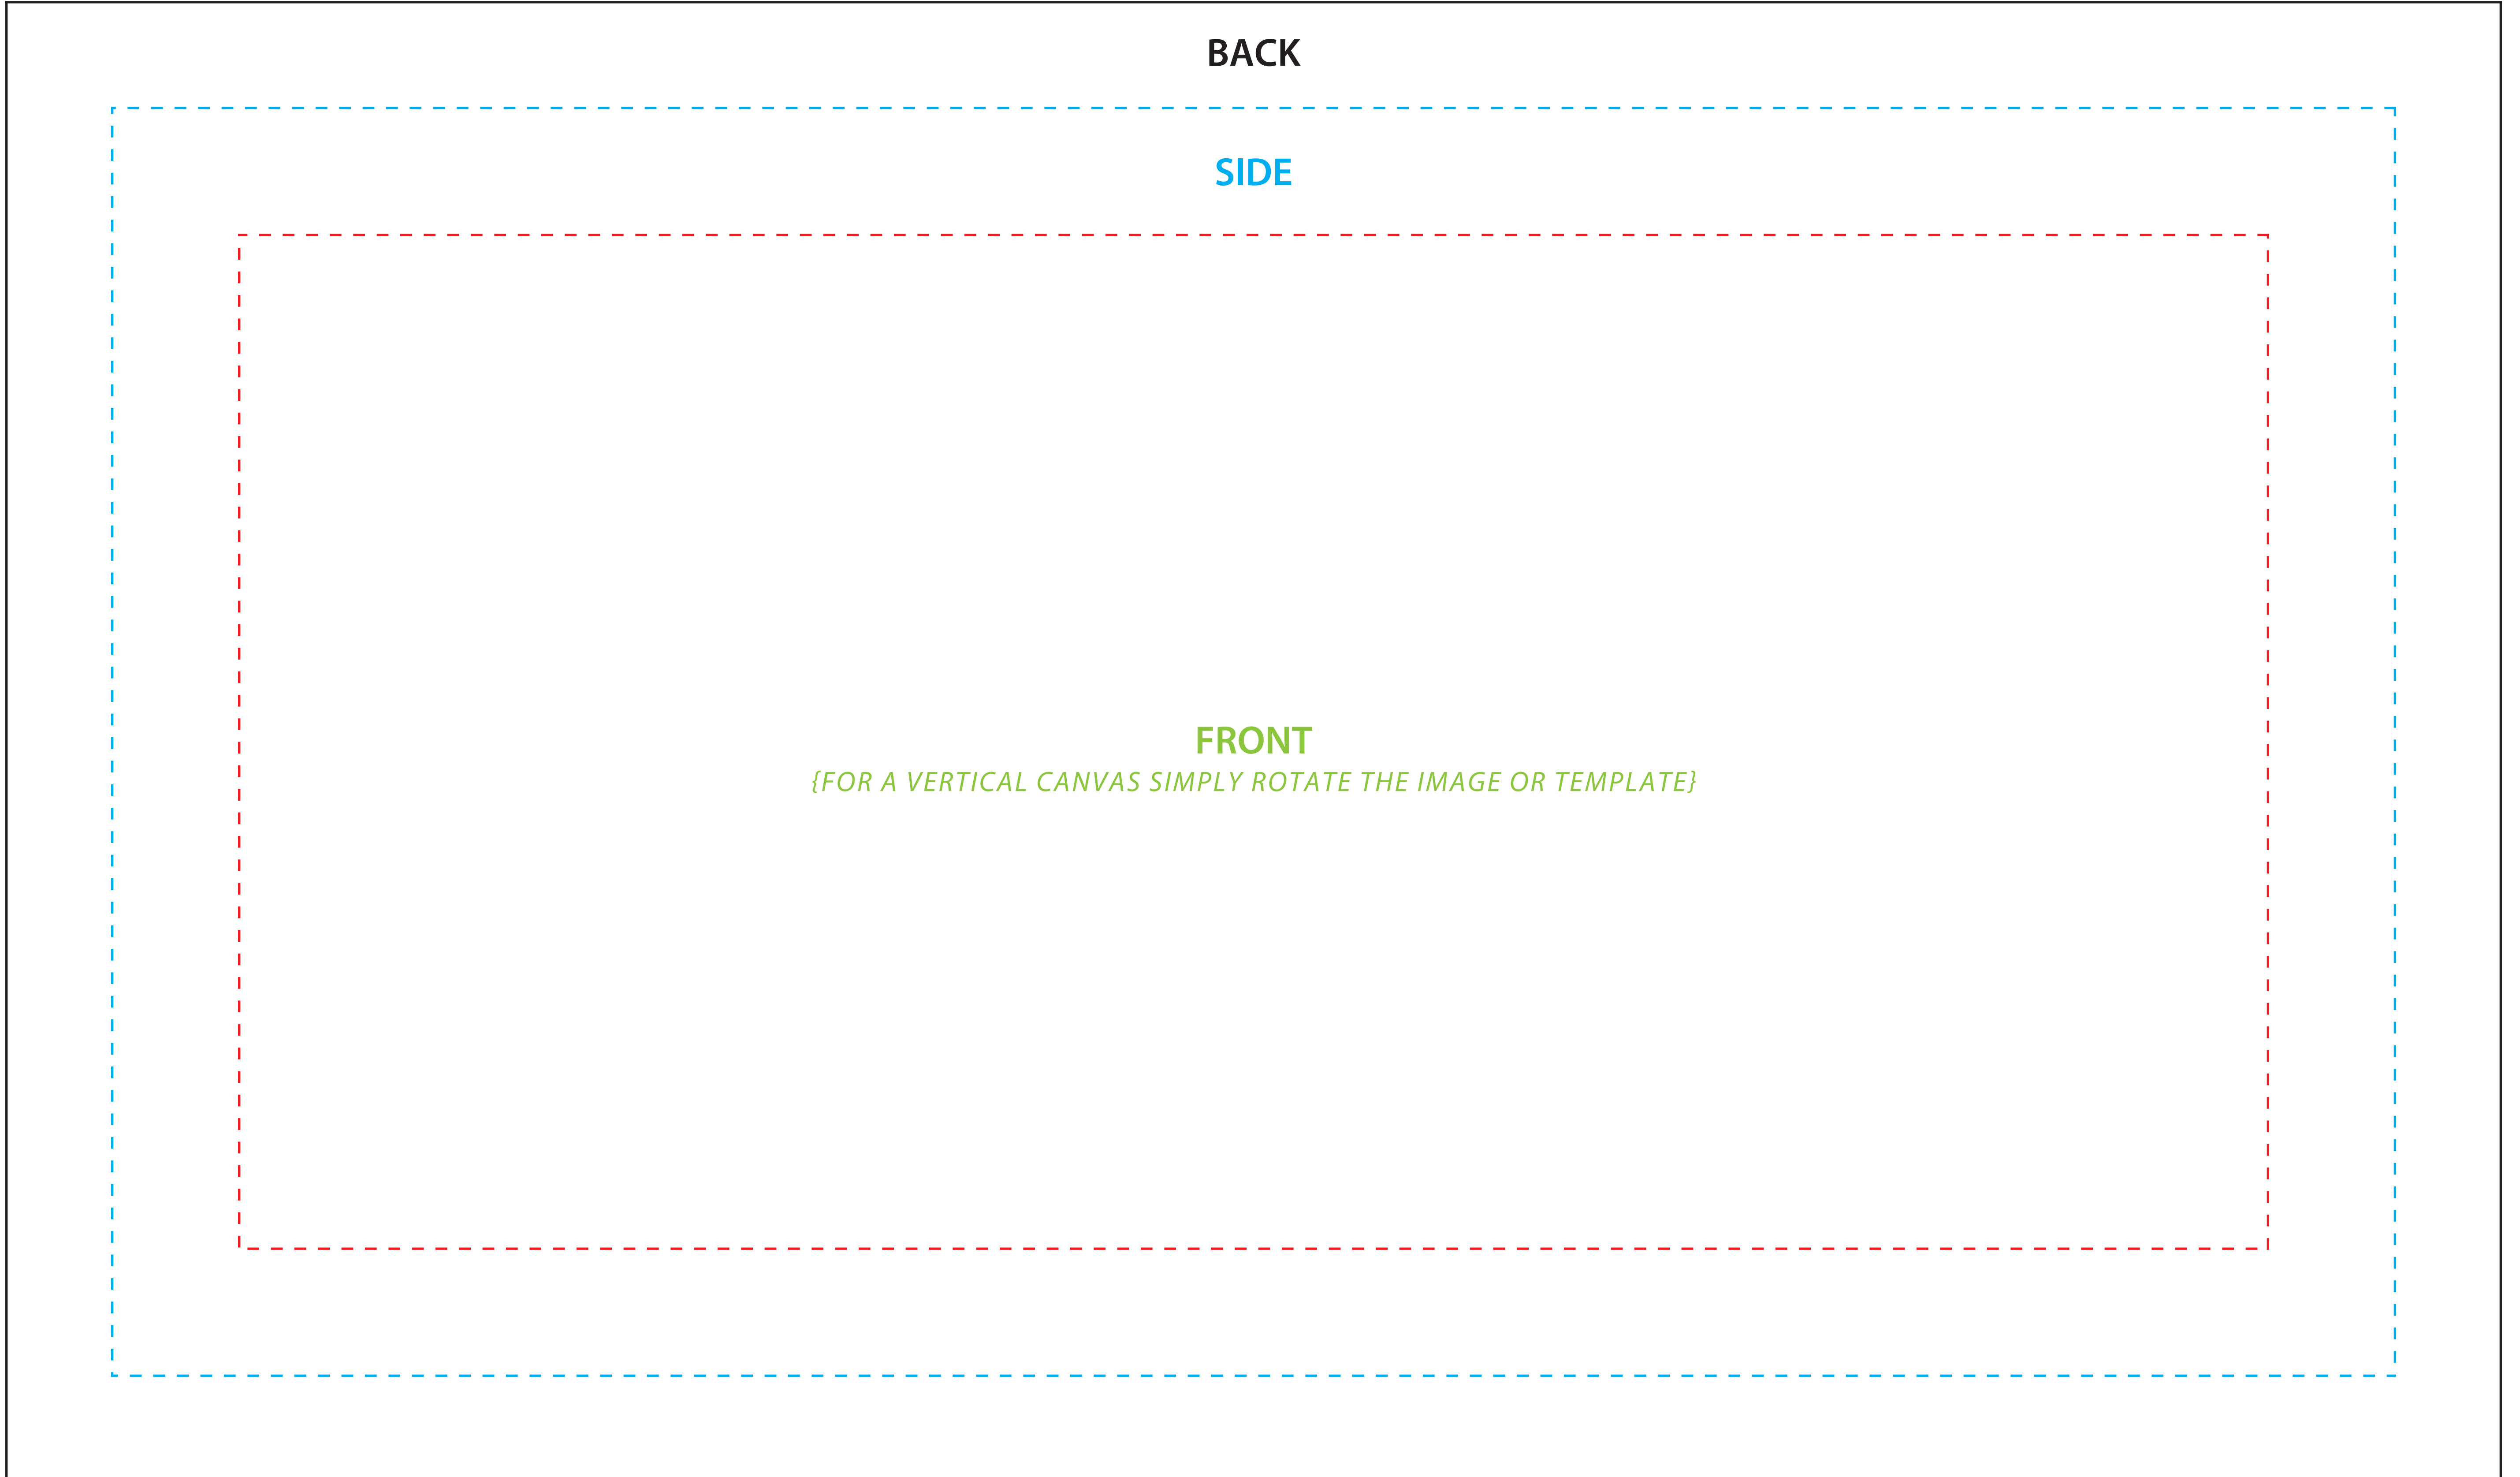 BACK
SIDE
FRONT
{FOR A VERTICAL CANVAS SIMPLY ROTATE THE IMAGE OR TEMPLATE}